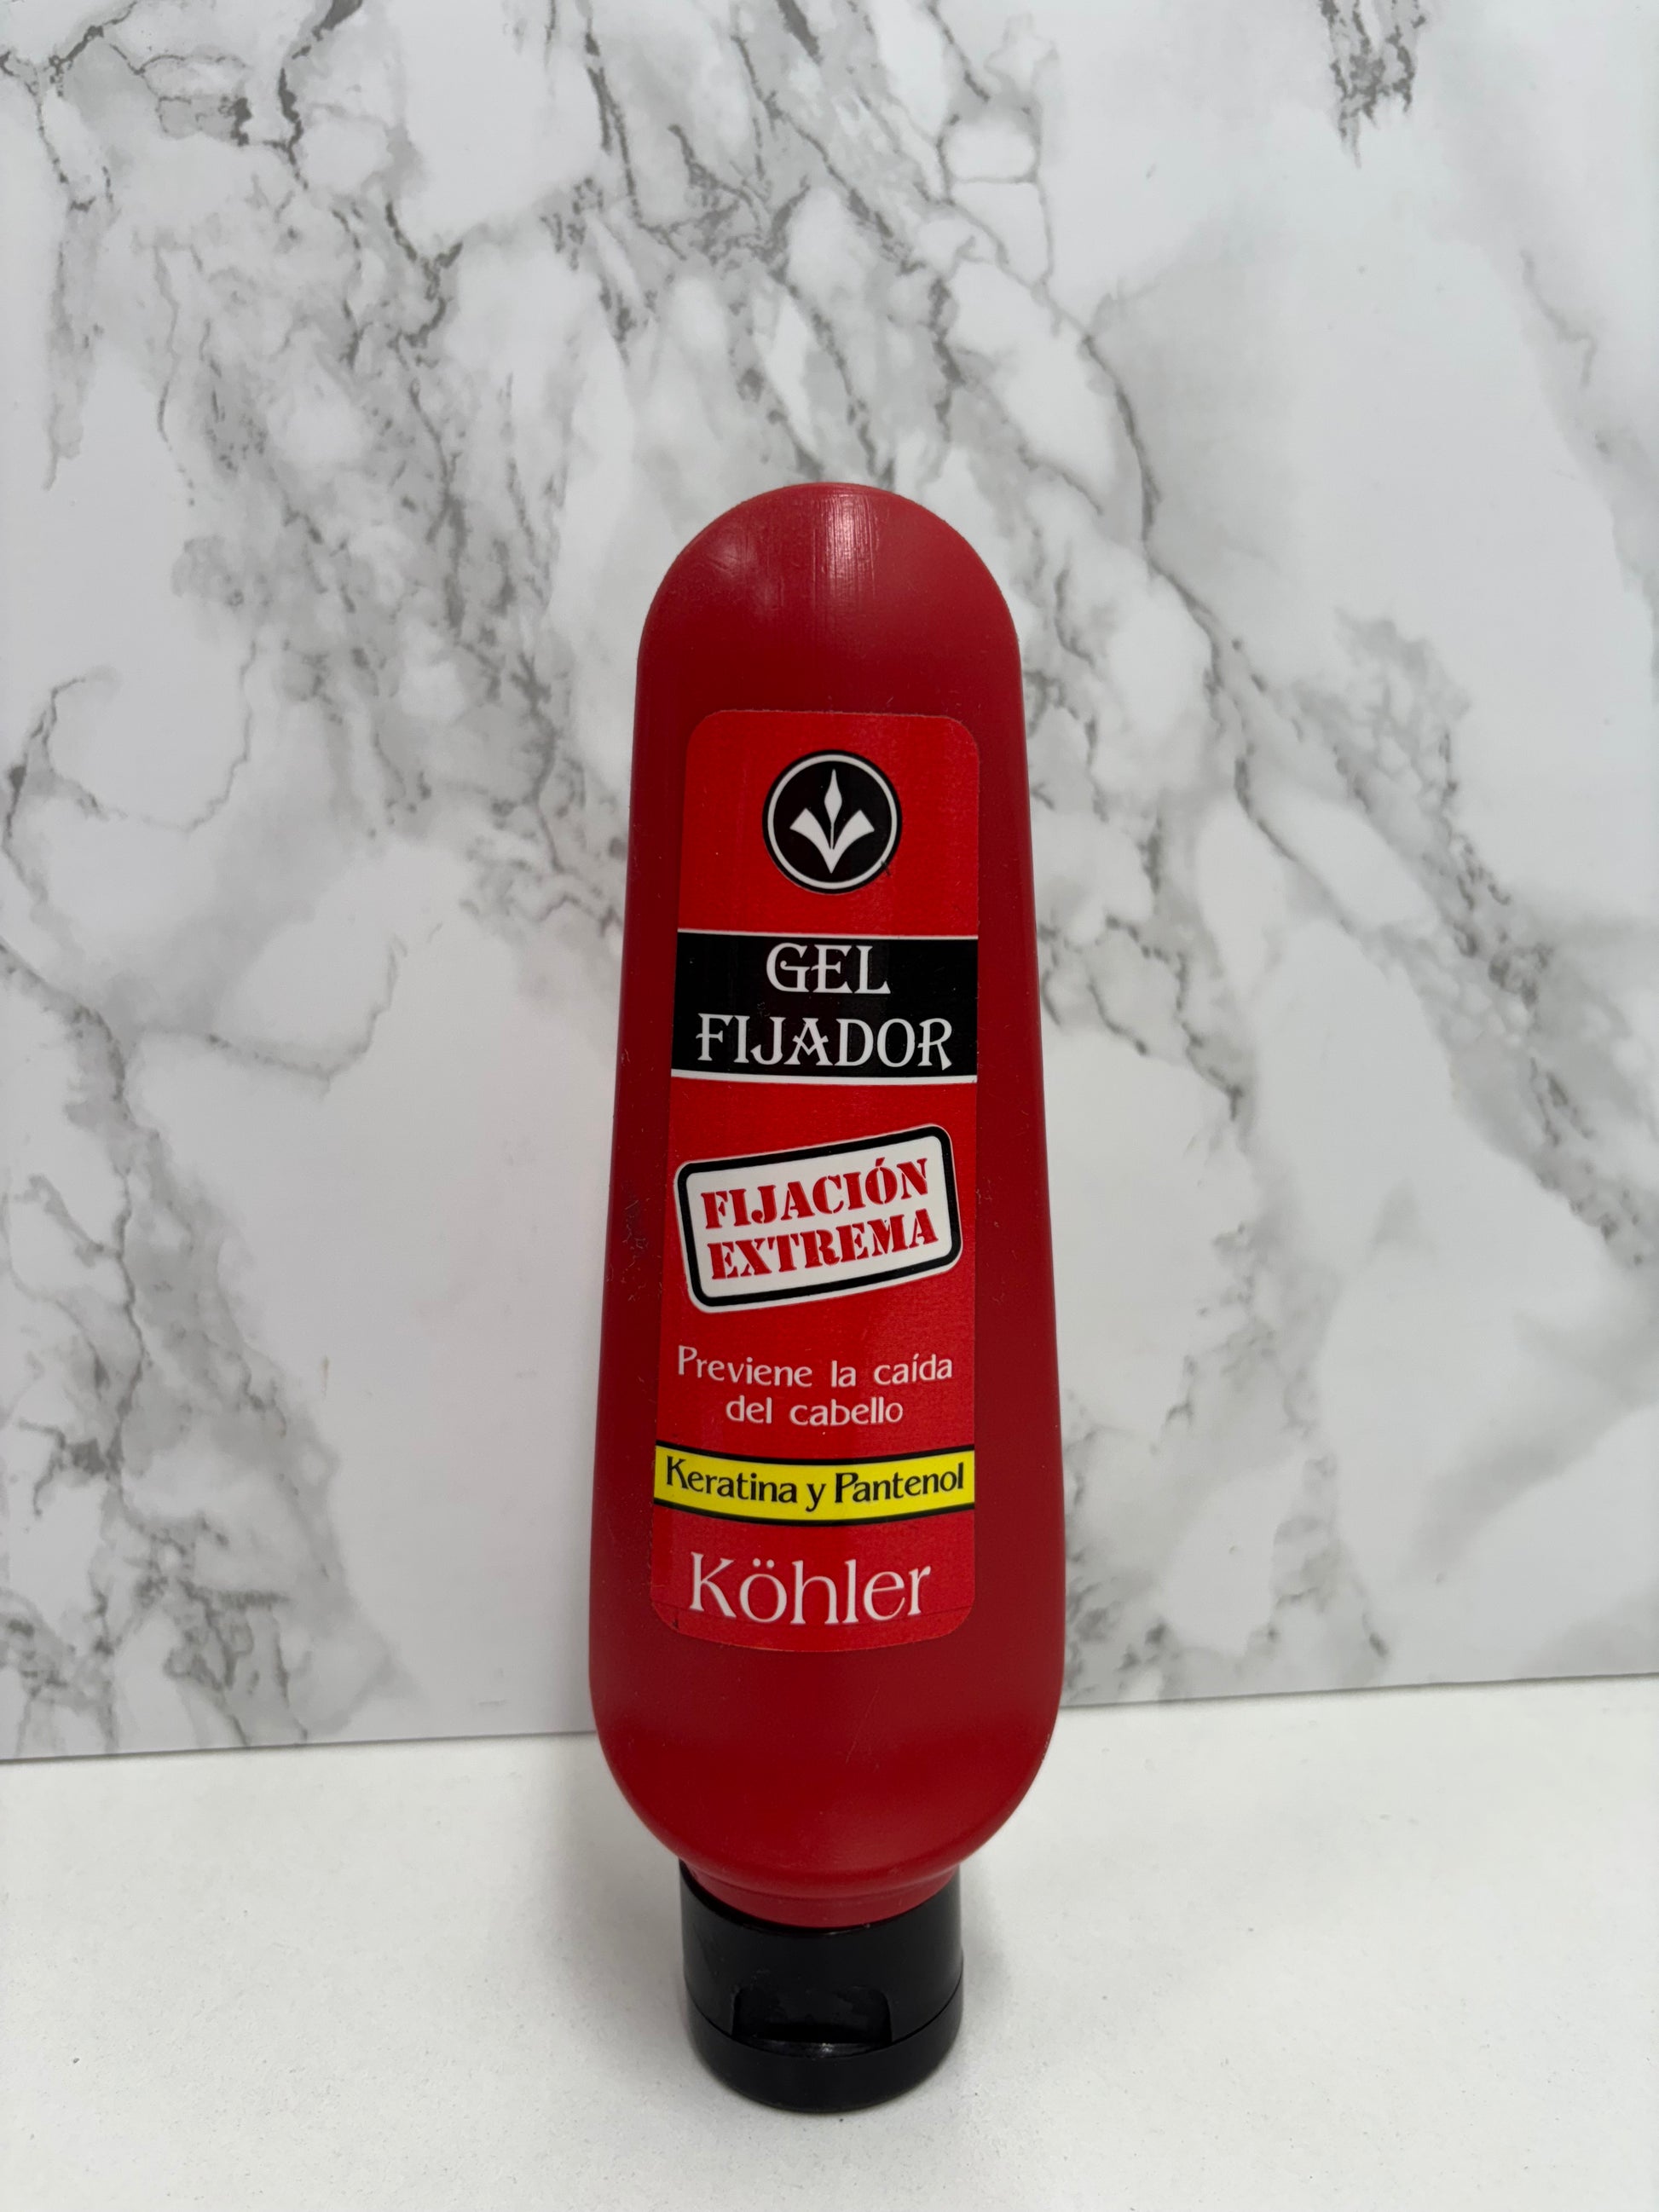 GEL
FIJADOR
FIJACIÓN
EXTREMA
Previene la caída
del cabello
Keratina y Pantenol
Köhler